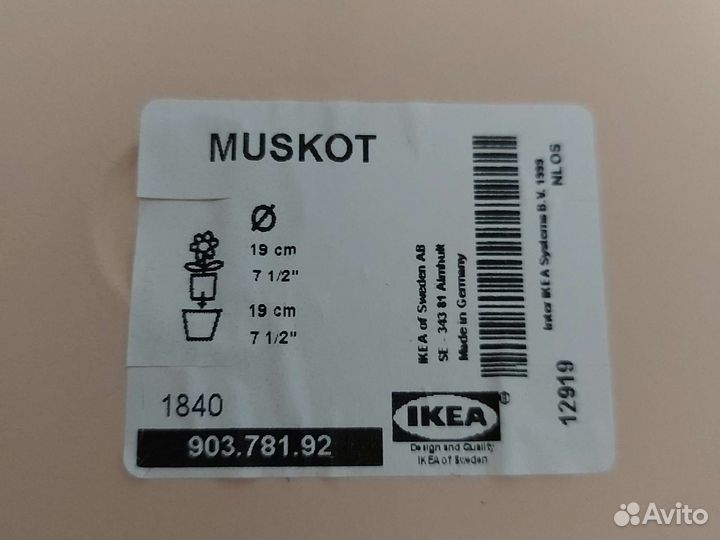 MUSKOT
Ø
19 cm
7 1/2"
19 cm
7 1/2"
1840
903.781.92
IKEA of Sweden AB
SE - 343 81 Älmhult
Made in Germany
Inter IKEA Systems B.V. 1999
NL OS
12919
IKEA®
Design and Quality
IKEA of Sweden
Avito